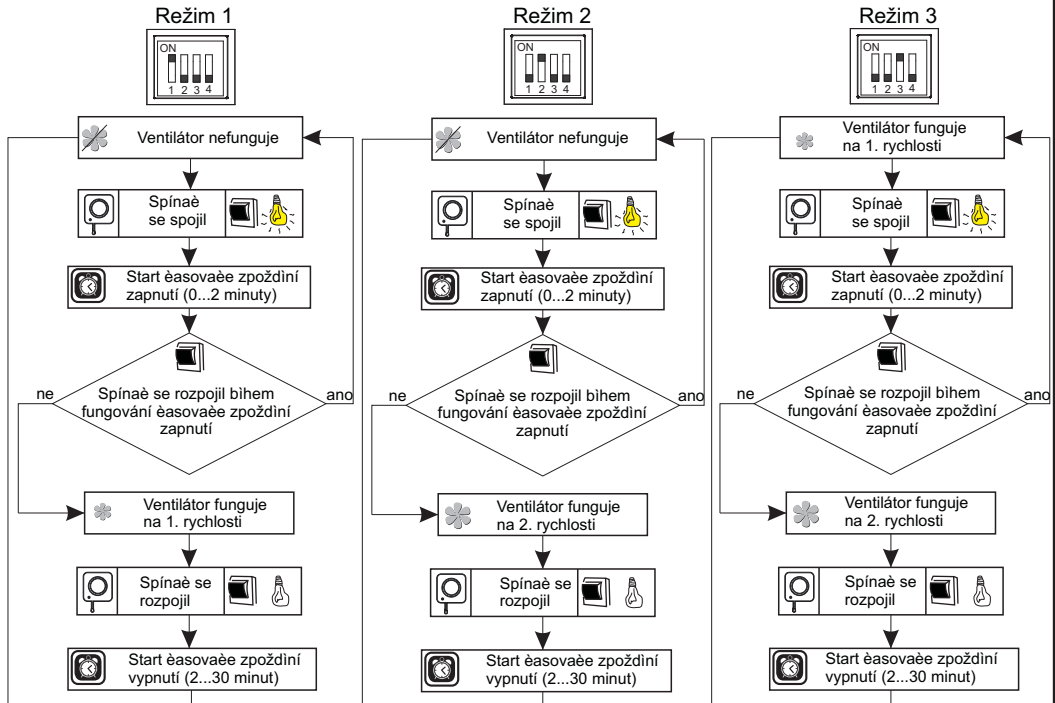 Režim 1
ON
1 2 3 4
Ventilátor nefunguje
Spínaè
se spojil
Start èasovaèe zpoždìní
zapnutí (0...2 minuty)
ne
Spínaè se rozpojil bìhem
fungování èasovaèe zpoždìní
zapnutí
ano
Ventilátor funguje
na 1. rychlosti
Spínaè se
rozpojil
Start èasovaèe zpoždìní
vypnutí (2...30 minut)
Režim 2
ON
1 2 3 4
Ventilátor nefunguje
Spínaè
se spojil
Start èasovaèe zpoždìní
zapnutí (0...2 minuty)
ne
Spínaè se rozpojil bìhem
fungování èasovaèe zpoždìní
zapnutí
ano
Ventilátor funguje
na 2. rychlosti
Spínaè se
rozpojil
Start èasovaèe zpoždìní
vypnutí (2...30 minut)
Režim 3
ON
1 2 3 4
Ventilátor funguje
na 1. rychlosti
Spínaè
se spojil
Start èasovaèe zpoždìní
zapnutí (0...2 minuty)
ne
Spínaè se rozpojil bìhem
fungování èasovaèe zpoždìní
zapnutí
ano
Ventilátor funguje
na 2. rychlosti
Spínaè se
rozpojil
Start èasovaèe zpoždìní
vypnutí (2...30 minut)